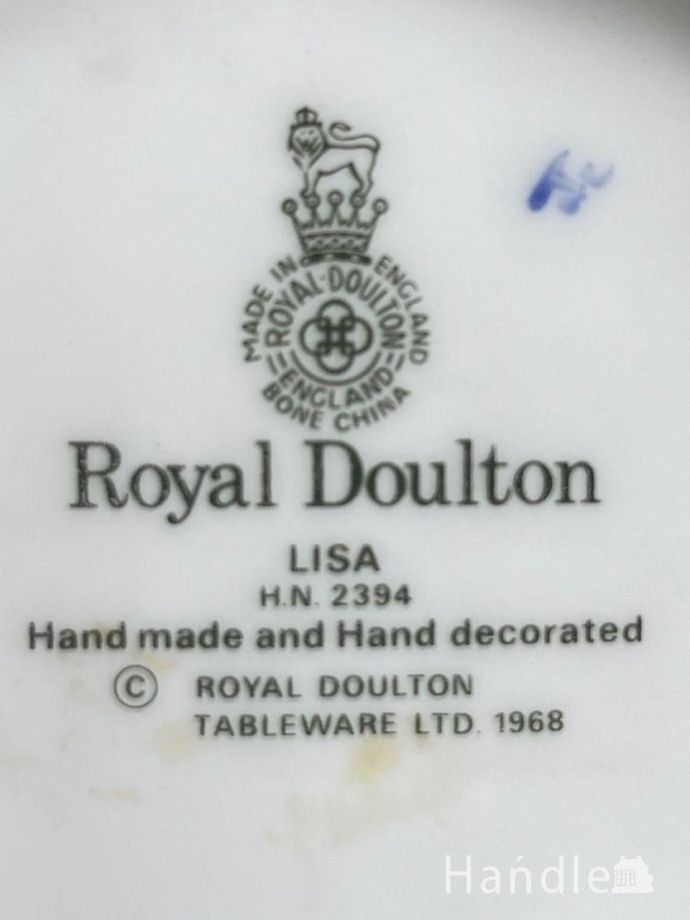 MADE IN ENGLAND
ROYAL·DOULTON
ENGLAND
BONE CHINA
Royal Doulton
LISA
H.N. 2394
Hand made and Hand decorated
© ROYAL DOULTON
TABLEWARE LTD. 1968
Handle